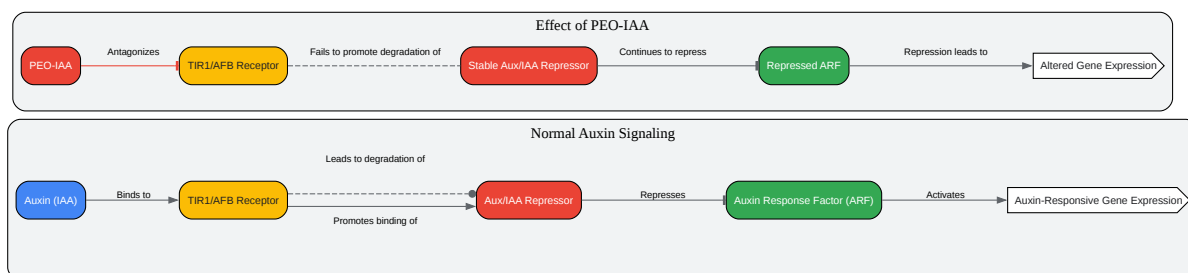 Effect of PEO-IAA
Antagonizes
Fails to promote degradation of
Continues to repress
Repression leads to
PEO-IAA
TIR1/AFB Receptor
Stable Aux/IAA Repressor
Repressed ARF
Altered Gene Expression
Normal Auxin Signaling
Leads to degradation of
Binds to
Represses
Activates
Auxin (IAA)
TIR1/AFB Receptor
Aux/IAA Repressor
Auxin Response Factor (ARF)
Auxin-Responsive Gene Expression
Promotes binding of